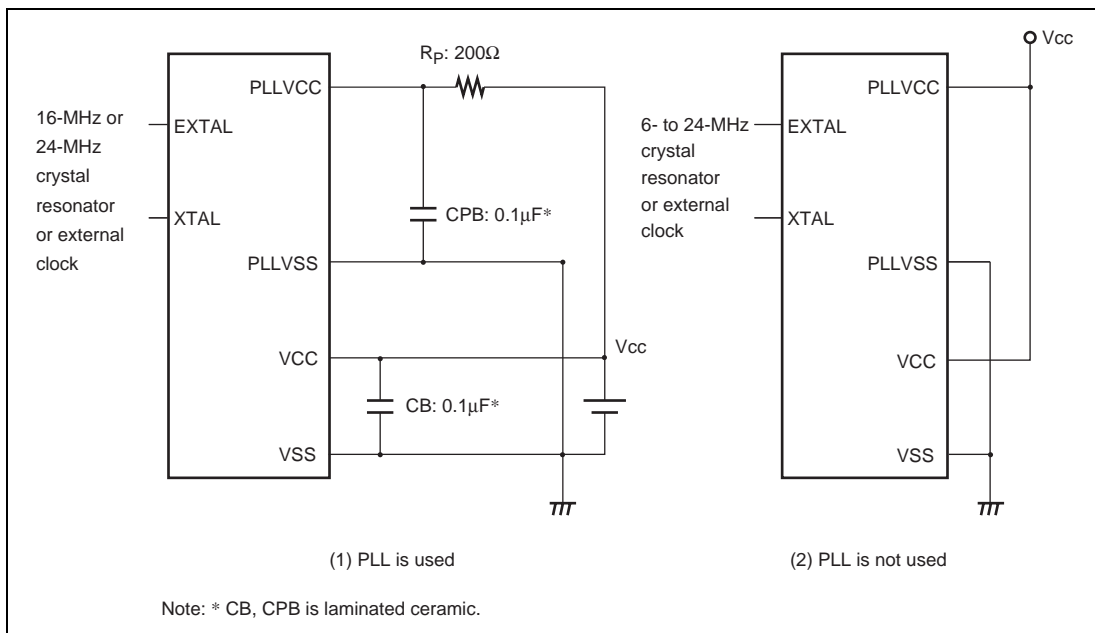 RP: 200Ω
PLLVCC
16-MHz or
24-MHz
crystal
resonator
or external
clock
EXTAL
XTAL
CPB: 0.1μF*
PLLVSS
VCC
Vcc
CB: 0.1μF*
VSS
(1) PLL is used
Vcc
PLLVCC
6- to 24-MHz
crystal
resonator
or external
clock
EXTAL
XTAL
PLLVSS
VCC
VSS
(2) PLL is not used
Note: * CB, CPB is laminated ceramic.